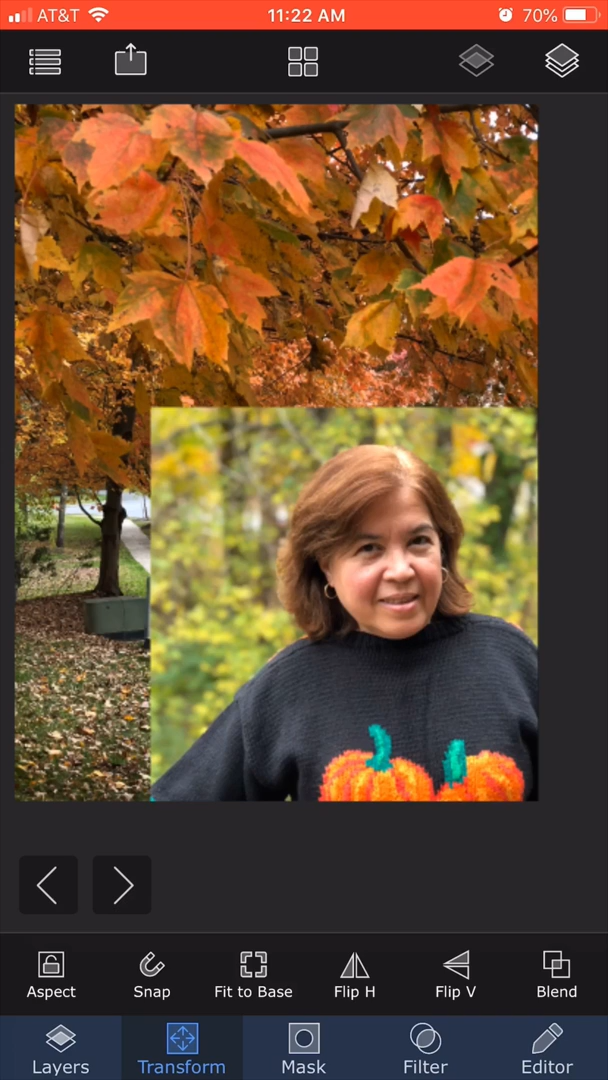 AT&T 11:22 AM 70%
Aspect Snap Fit to Base Flip H Flip V Blend
Layers Transform Mask Filter Editor